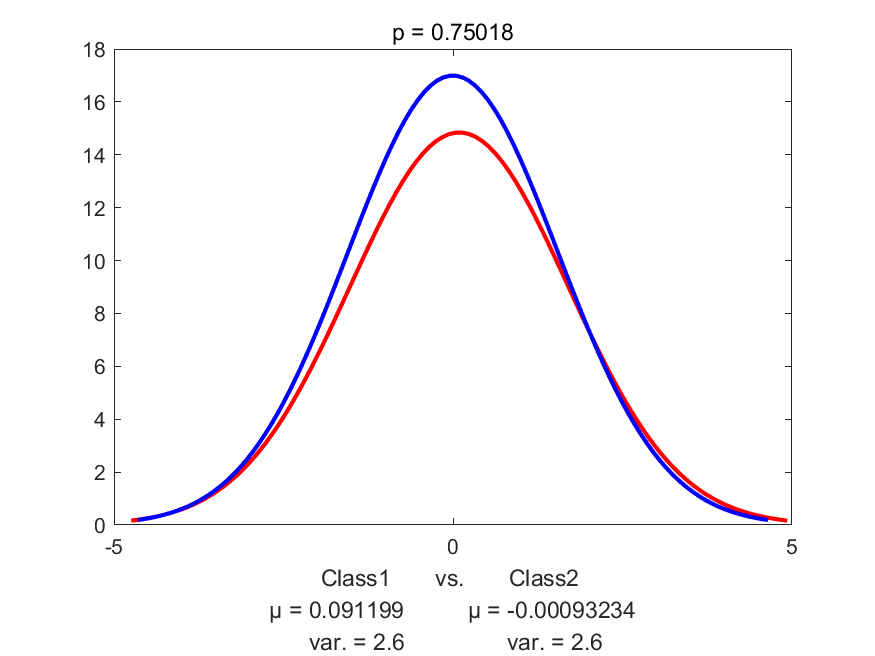 p = 0.75018
18
16
14
12
10
8
6
4
2
0
-5 0 5
Class1 vs. Class2
μ = 0.091199 μ = -0.00093234
var. = 2.6 var. = 2.6